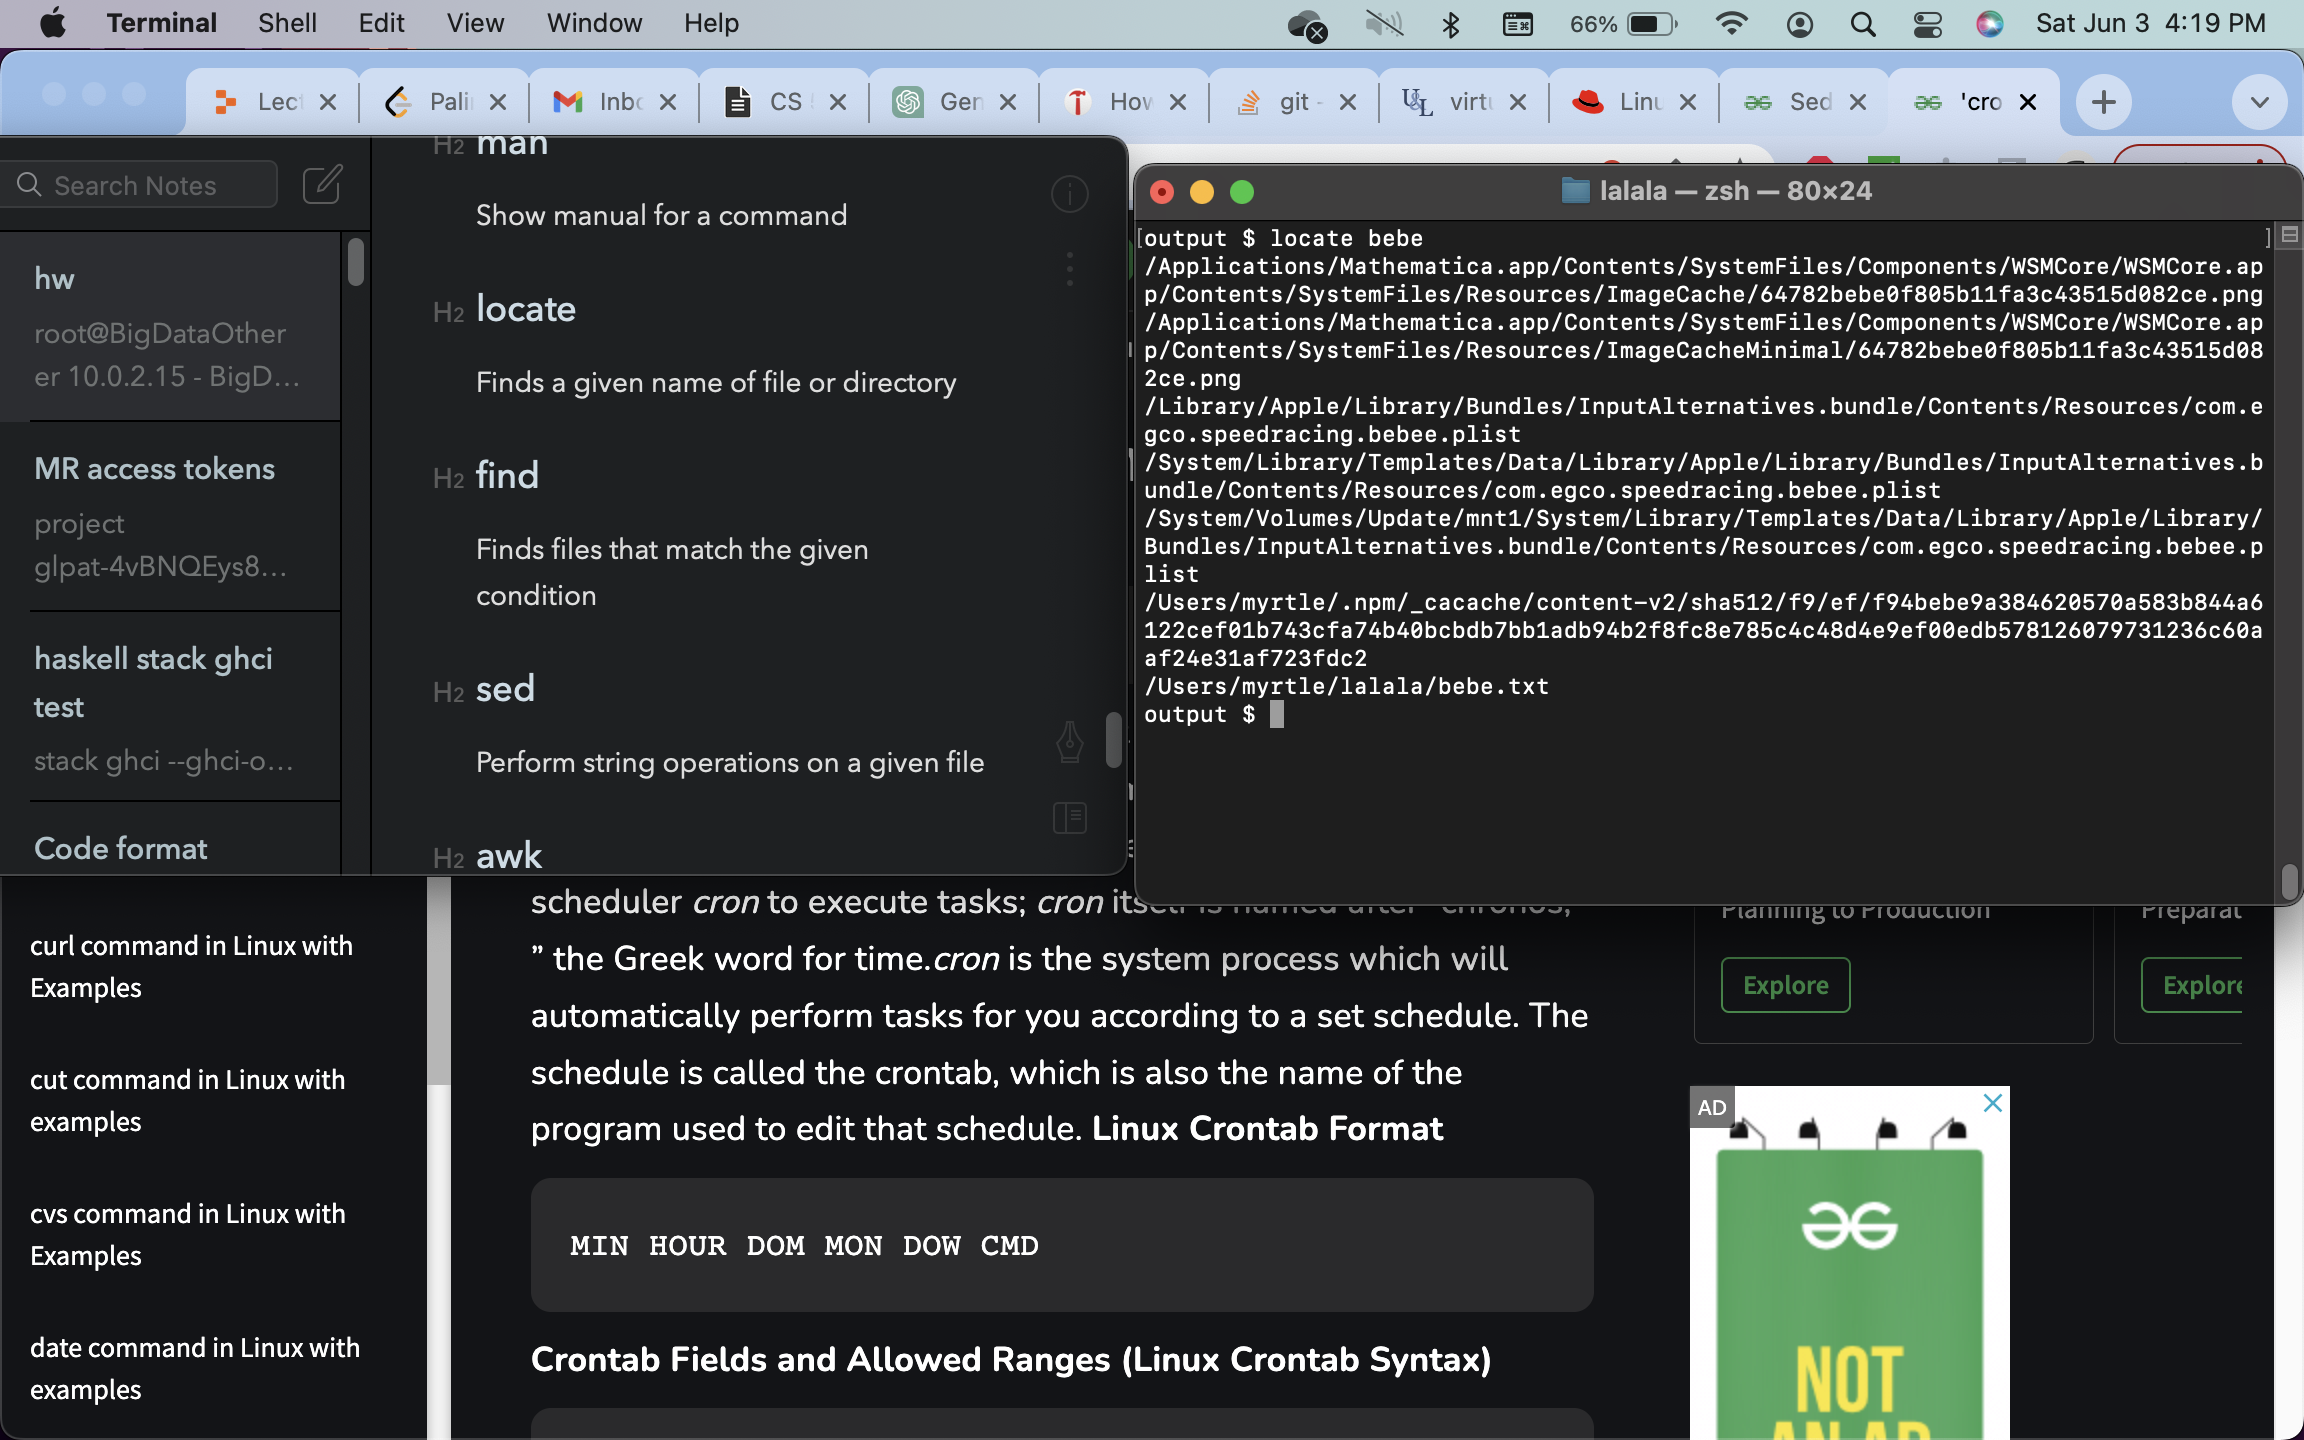 Terminal Shell Edit View Window Help 66% Sat Jun 3 4:19 PM
Lect Pali Inbo CS Gen How git - virtu Linu Sed 'cro
Search Notes
hw
root@BigDataOther
er 10.0.2.15 - BigD...
MR access tokens
project
glpat-4vBNQEys8...
haskell stack ghci
test
stack ghci --ghci-o...
Code format
H2 man
Show manual for a command
H2 locate
Finds a given name of file or directory
H2 find
Finds files that match the given
condition
H2 sed
Perform string operations on a given file
H2 awk
lalala — zsh — 80×24
[output $ locate bebe ]
/Applications/Mathematica.app/Contents/SystemFiles/Components/WSMCore/WSMCore.ap
p/Contents/SystemFiles/Resources/ImageCache/64782bebe0f805b11fa3c43515d082ce.png
/Applications/Mathematica.app/Contents/SystemFiles/Components/WSMCore/WSMCore.ap
p/Contents/SystemFiles/Resources/ImageCacheMinimal/64782bebe0f805b11fa3c43515d08
2ce.png
/Library/Apple/Library/Bundles/InputAlternatives.bundle/Contents/Resources/com.e
gco.speedracing.bebee.plist
/System/Library/Templates/Data/Library/Apple/Library/Bundles/InputAlternatives.b
undle/Contents/Resources/com.egco.speedracing.bebee.plist
/System/Volumes/Update/mnt1/System/Library/Templates/Data/Library/Apple/Library/
Bundles/InputAlternatives.bundle/Contents/Resources/com.egco.speedracing.bebee.p
list
/Users/myrtle/.npm/_cacache/content-v2/sha512/f9/ef/f94bebe9a384620570a583b844a6
122cef01b743cfa74b40bcbdb7bb1adb94b2f8fc8e785c4c48d4e9ef00edb578126079731236c60a
af24e31af723fdc2
/Users/myrtle/lalala/bebe.txt
output $
curl command in Linux with
Examples
cut command in Linux with
examples
cvs command in Linux with
Examples
date command in Linux with
examples
scheduler cron to execute tasks; cron itself is named after "chronos,
" the Greek word for time.cron is the system process which will
automatically perform tasks for you according to a set schedule. The
schedule is called the crontab, which is also the name of the
program used to edit that schedule. Linux Crontab Format
MIN HOUR DOM MON DOW CMD
Crontab Fields and Allowed Ranges (Linux Crontab Syntax)
Planning to Production
Explore
Preparat
Explore
AD
NOT
AN AD